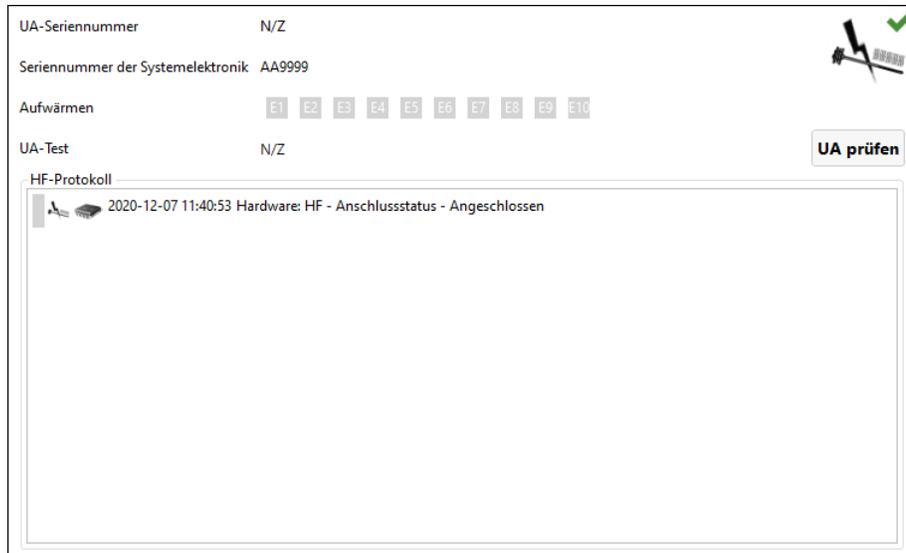 UA-Seriennummer N/Z
Seriennummer der Systemelektronik AA9999
Aufwärmen E1 E2 E3 E4 E5 E6 E7 E8 E9 E10
UA-Test N/Z
UA prüfen
HF-Protokoll
2020-12-07 11:40:53 Hardware: HF - Anschlussstatus - Angeschlossen